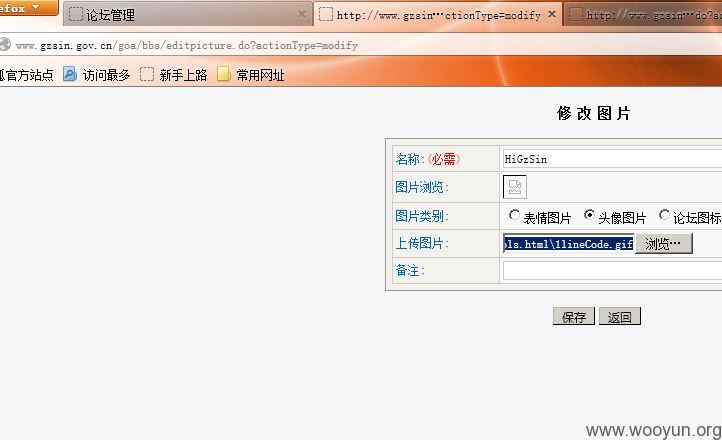 efox
论坛管理
http://www.gzsin…ctionType=modify
http://www.gzsin…do?a
www.gzsin.gov.cn/goa/bbs/editpicture.do?actionType=modify
狐官方站点 访问最多 新手上路 常用网址
修 改 图 片
名称:(必需) HiGzSin
图片浏览:
图片类别: 表情图片 头像图片 论坛图标
上传图片: ols.html\1lineCode.gif 浏览…
备注:
保存 返回
www.wooyun.org